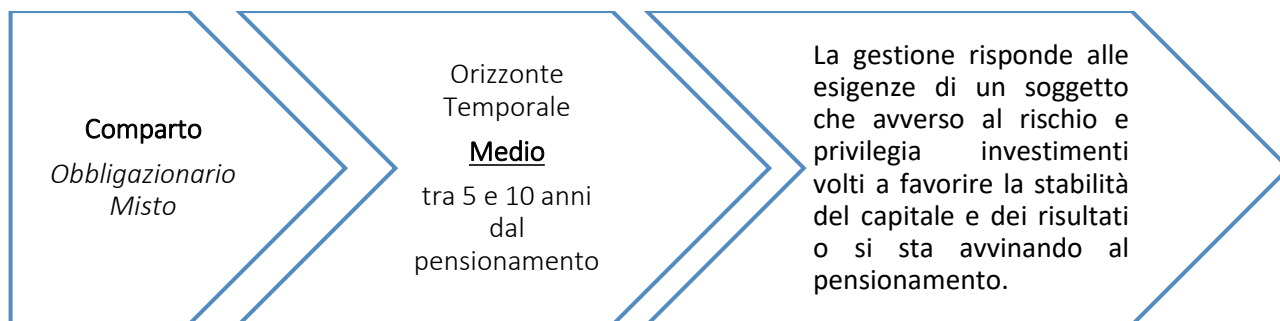 Comparto
Obbligazionario
Misto
Orizzonte
Temporale
Medio
tra 5 e 10 anni
dal
pensionamento
La gestione risponde alle
esigenze di un soggetto
che avverso al rischio e
privilegia investimenti
volti a favorire la stabilità
del capitale e dei risultati
o si sta avvinando al
pensionamento.